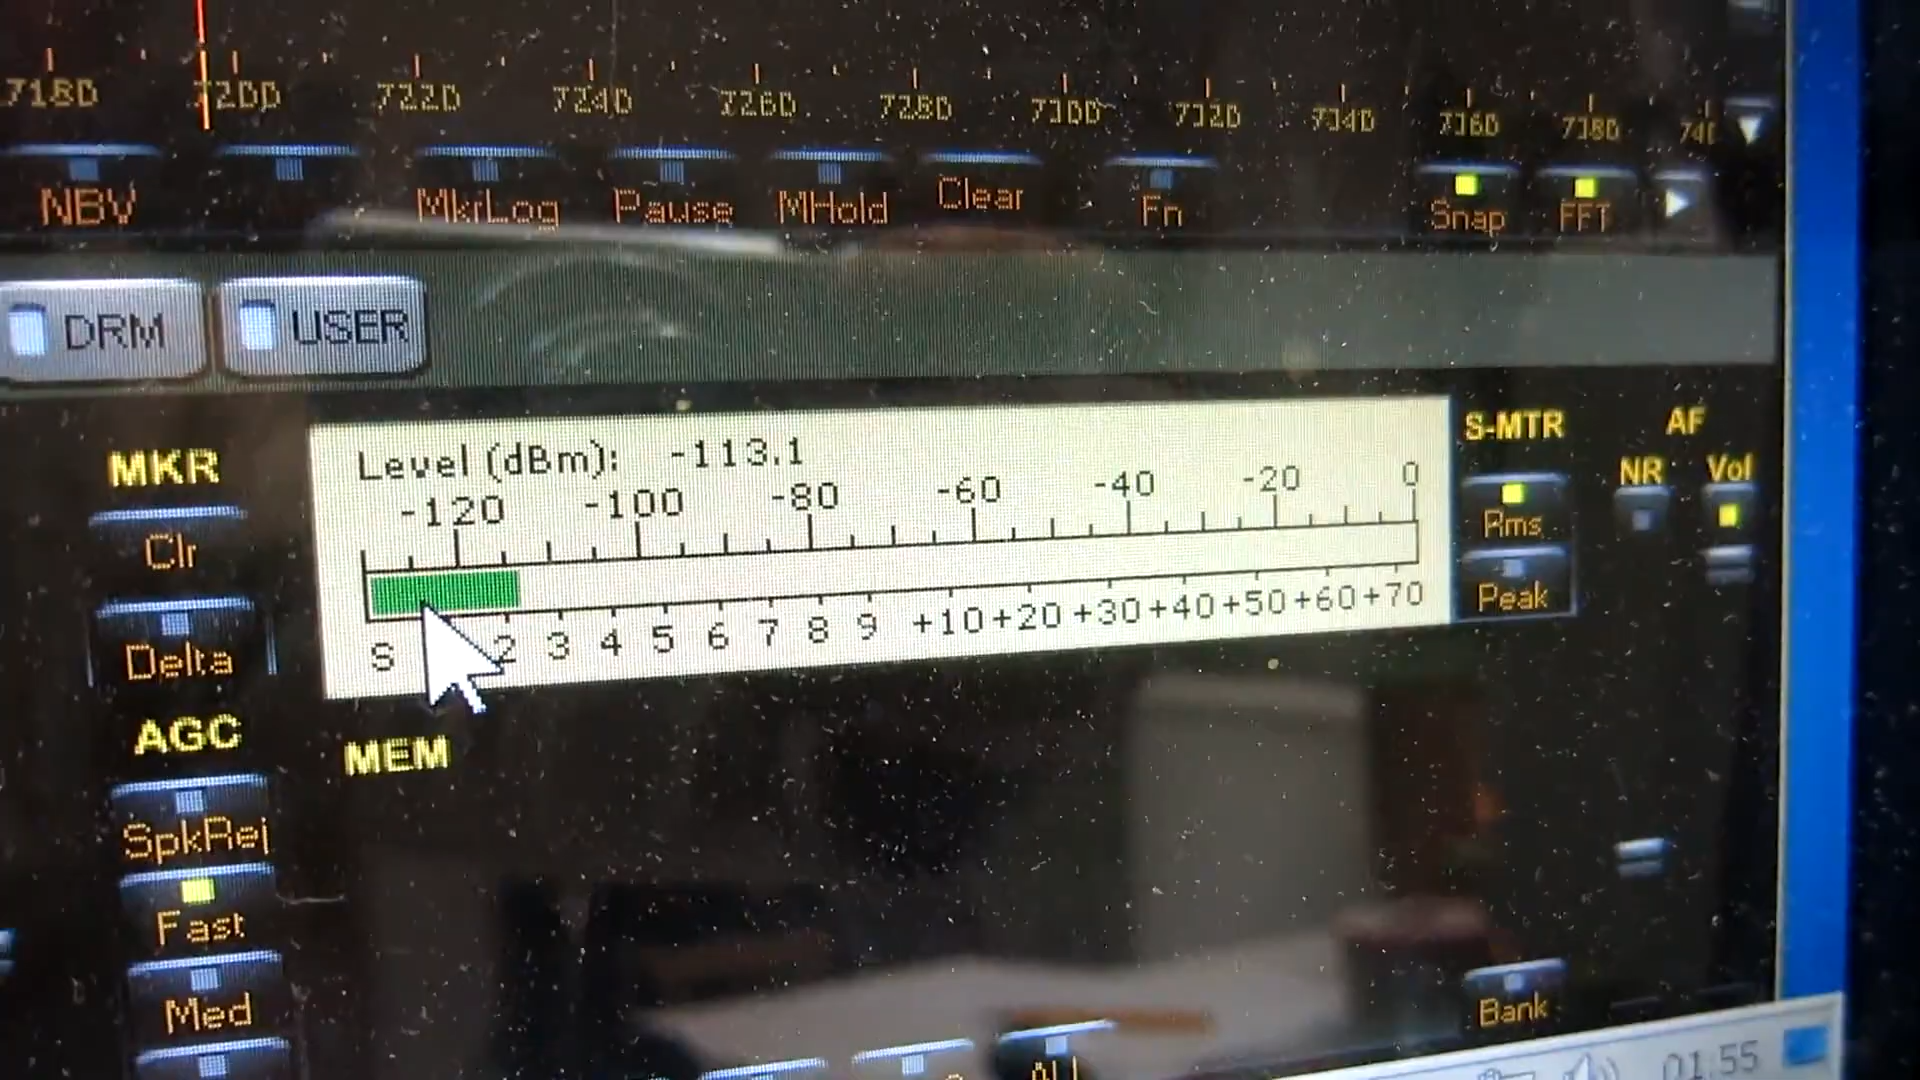 7180 7200 7220 7240 7260 7280 7300 7320 7340 7360 7380
NBV MkrLog Pause MHold Clear Fn Snap FFT
DRM USER
Level (dBm): -113.1
-120 -100 -80 -60 -40 -20 0
S 2 3 4 5 6 7 8 9 +10 +20 +30 +40 +50 +60 +70
S-MTR AF
NR Vol
Rms
Peak
MKR
Clr
Delta
AGC
MEM
SpkRej
Fast
Med
Bank
ALL
01:55